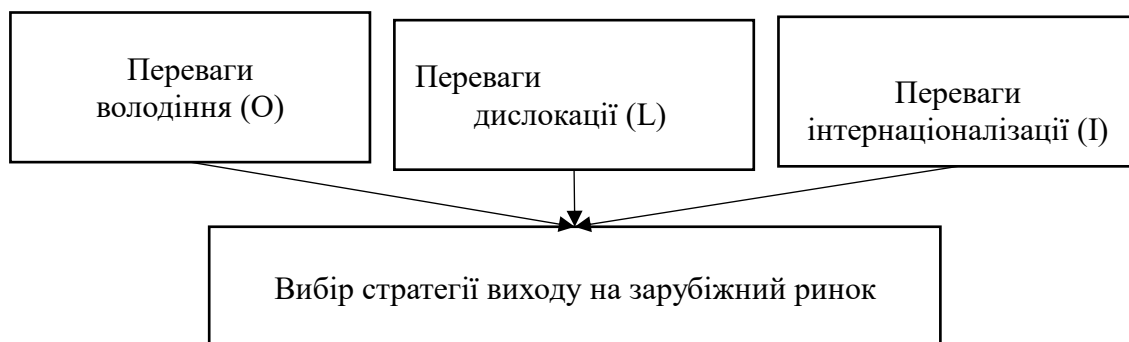 Переваги
володіння (O)
Переваги
дислокації (L)
Переваги
інтернаціоналізації (I)
Вибір стратегії виходу на зарубіжний ринок